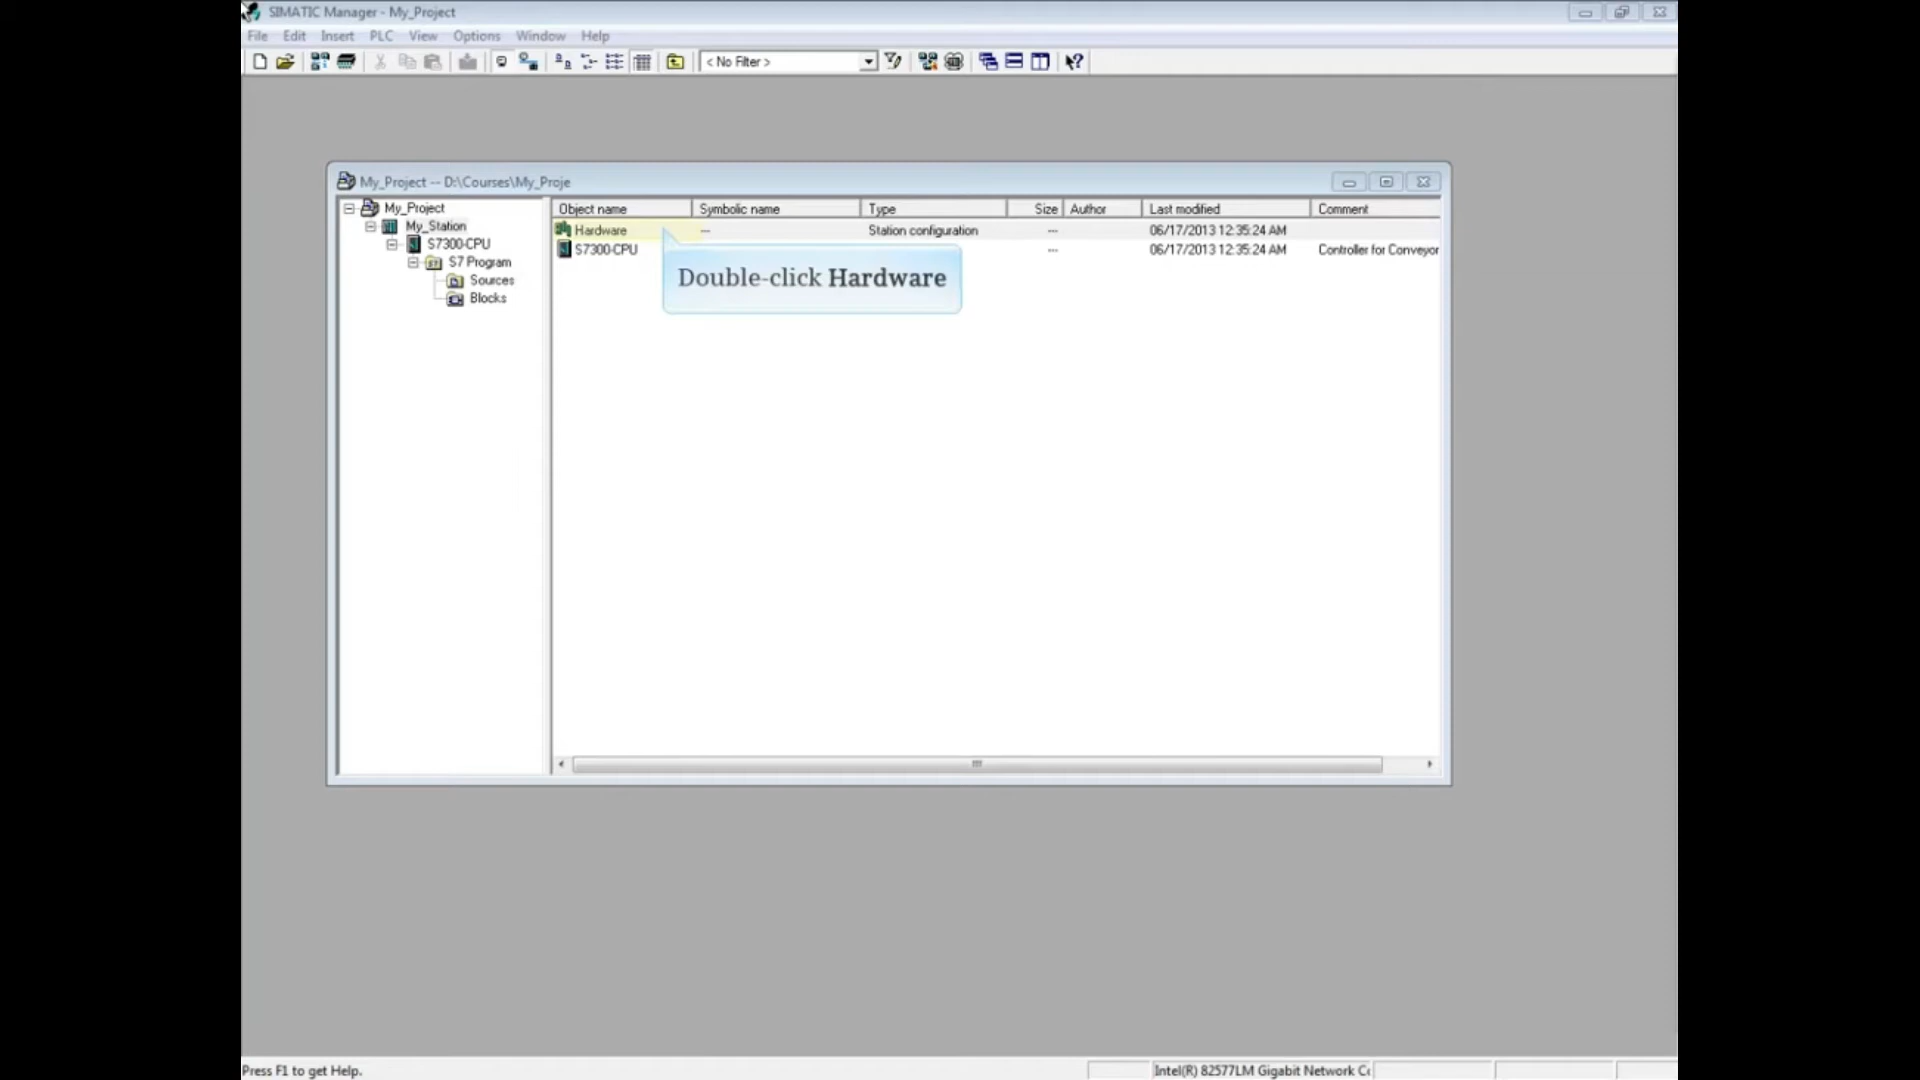 SIMATIC Manager - My_Project
File Edit Insert PLC View Options Window Help
< No Filter >
My_Project -- D:\Courses\My_Proje
My_Project
My_Station
S7300-CPU
S7 Program
Sources
Blocks
Object name Symbolic name Type Size Author Last modified Comment
Hardware --- Station configuration --- 06/17/2013 12:35:24 AM
S7300-CPU --- 06/17/2013 12:35:24 AM Controller for Conveyor
Double-click Hardware
Press F1 to get Help.
Intel(R) 82577LM Gigabit Network Cc